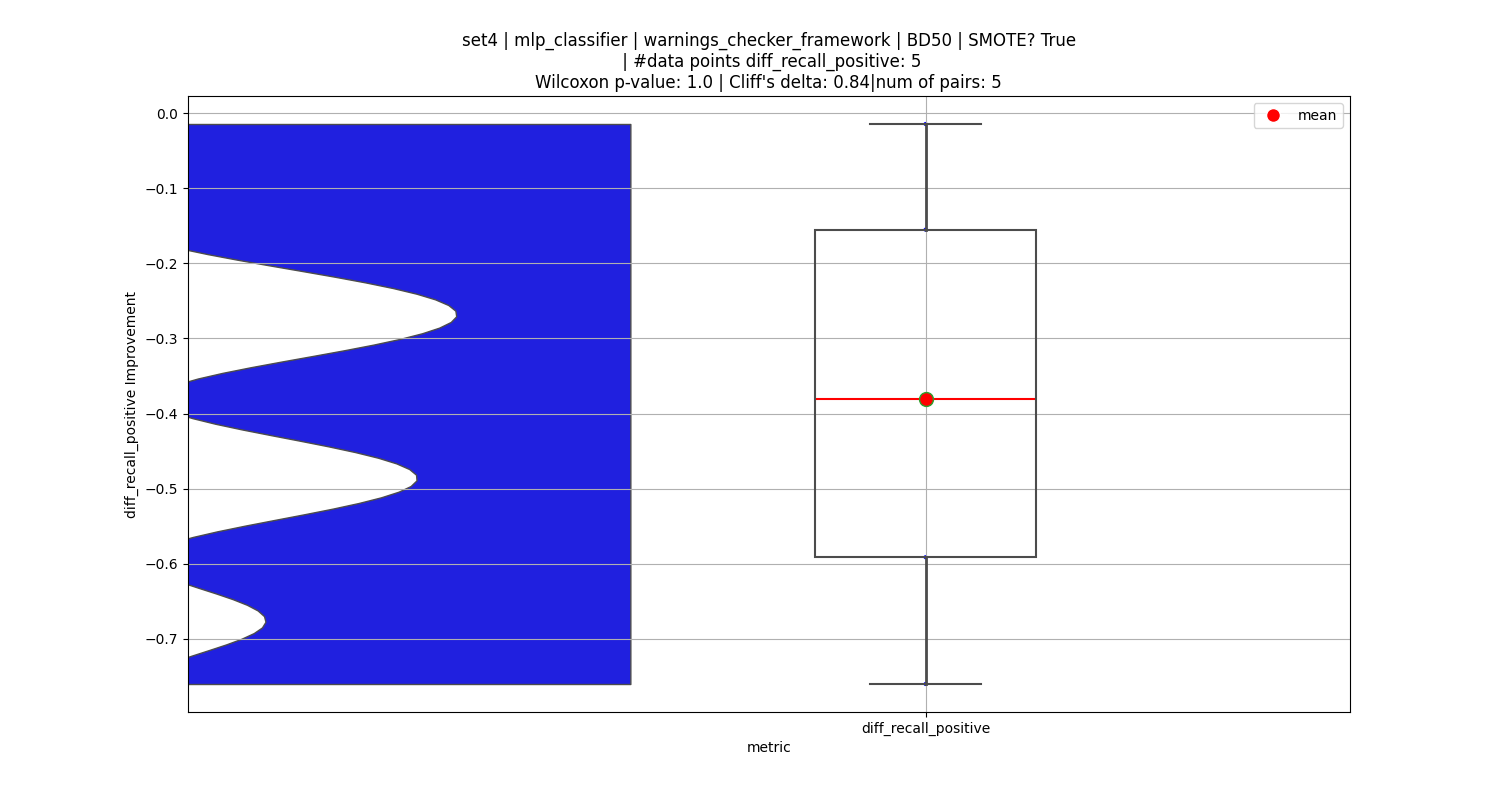 set4 | mlp_classifier | warnings_checker_framework | BD50 | SMOTE? True
| #data points diff_recall_positive: 5
Wilcoxon p-value: 1.0 | Cliff's delta: 0.84|num of pairs: 5
mean
0.0
−0.1
−0.2
−0.3
−0.4
−0.5
−0.6
−0.7
diff_recall_positive Improvement
diff_recall_positive
metric